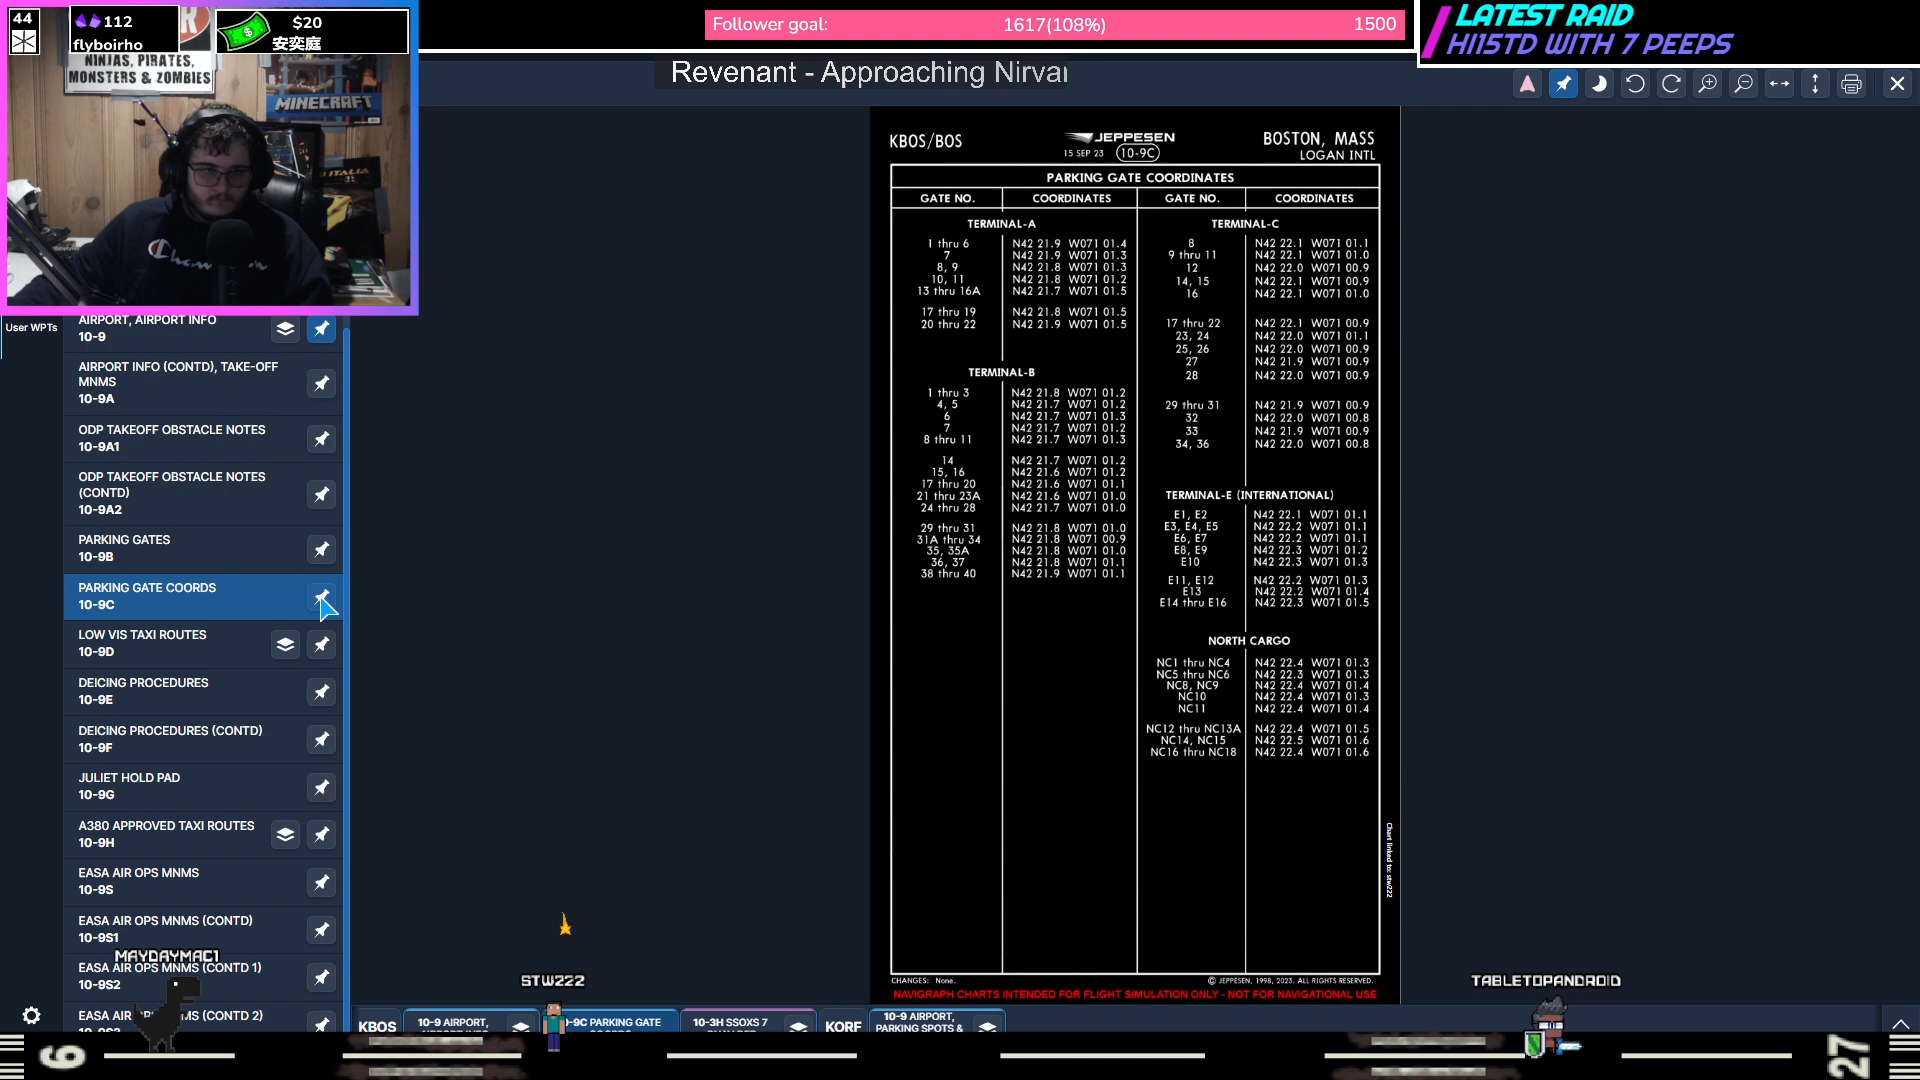 44
112
flyboirho
$20
安奕庭
NINJAS, PIRATES,
MONSTERS & ZOMBIES
MINECRAFT
ITALIA
Champion
Follower goal:
1617(108%)
1500
LATEST RAID
HI15TD WITH 7 PEEPS
Revenant - Approaching Nirvai
User WPTs
AIRPORT, AIRPORT INFO
10-9
AIRPORT INFO (CONTD), TAKE-OFF
MNMS
10-9A
ODP TAKEOFF OBSTACLE NOTES
10-9A1
ODP TAKEOFF OBSTACLE NOTES
(CONTD)
10-9A2
PARKING GATES
10-9B
PARKING GATE COORDS
10-9C
LOW VIS TAXI ROUTES
10-9D
DEICING PROCEDURES
10-9E
DEICING PROCEDURES (CONTD)
10-9F
JULIET HOLD PAD
10-9G
A380 APPROVED TAXI ROUTES
10-9H
EASA AIR OPS MNMS
10-9S
EASA AIR OPS MNMS (CONTD)
10-9S1
MAYDAYMAC1
EASA AIR OPS MNMS (CONTD 1)
10-9S2
KBOS/BOS
JEPPESEN
15 SEP 23
10-9C
BOSTON, MASS
LOGAN INTL
PARKING GATE COORDINATES
GATE NO. COORDINATES GATE NO. COORDINATES
TERMINAL-A
1 thru 6 N42 21.9 W071 01.4
7 N42 21.9 W071 01.3
8, 9 N42 21.8 W071 01.3
10, 11 N42 21.8 W071 01.2
13 thru 16A N42 21.7 W071 01.5
17 thru 19 N42 21.8 W071 01.5
20 thru 22 N42 21.9 W071 01.5
TERMINAL-B
1 thru 3 N42 21.8 W071 01.2
4, 5 N42 21.7 W071 01.2
6 N42 21.7 W071 01.3
7 N42 21.7 W071 01.2
8 thru 11 N42 21.7 W071 01.3
14 N42 21.7 W071 01.2
15, 16 N42 21.6 W071 01.2
17 thru 20 N42 21.6 W071 01.1
21 thru 23A N42 21.6 W071 01.0
24 thru 28 N42 21.7 W071 01.0
29 thru 31 N42 21.8 W071 01.0
31A thru 34 N42 21.8 W071 00.9
35, 35A N42 21.8 W071 01.0
36, 37 N42 21.8 W071 01.1
38 thru 40 N42 21.9 W071 01.1
TERMINAL-C
8 N42 22.1 W071 01.1
9 thru 11 N42 22.1 W071 01.0
12 N42 22.0 W071 00.9
14, 15 N42 22.1 W071 00.9
16 N42 22.1 W071 01.0
17 thru 22 N42 22.1 W071 00.9
23, 24 N42 22.0 W071 01.1
25, 26 N42 22.0 W071 00.9
27 N42 21.9 W071 00.9
28 N42 22.0 W071 00.9
29 thru 31 N42 21.9 W071 00.9
32 N42 22.0 W071 00.8
33 N42 21.9 W071 00.9
34, 36 N42 22.0 W071 00.8
TERMINAL-E (INTERNATIONAL)
E1, E2 N42 22.1 W071 01.1
E3, E4, E5 N42 22.2 W071 01.1
E6, E7 N42 22.2 W071 01.1
E8, E9 N42 22.3 W071 01.2
E10 N42 22.3 W071 01.3
E11, E12 N42 22.2 W071 01.3
E13 N42 22.2 W071 01.4
E14 thru E16 N42 22.3 W071 01.5
NORTH CARGO
NC1 thru NC4 N42 22.4 W071 01.3
NC5 thru NC6 N42 22.3 W071 01.3
NC8, NC9 N42 22.4 W071 01.4
NC10 N42 22.4 W071 01.3
NC11 N42 22.4 W071 01.4
NC12 thru NC13A N42 22.4 W071 01.5
NC14, NC15 N42 22.5 W071 01.6
NC16 thru NC18 N42 22.4 W071 01.6
Chart linked to: stw222
CHANGES: None.
© JEPPESEN, 1998, 2023. ALL RIGHTS RESERVED.
NAVIGRAPH CHARTS INTENDED FOR FLIGHT SIMULATION ONLY - NOT FOR NAVIGATIONAL USE
STW222
TABLETOPANDROID
KBOS
10-9 AIRPORT,
-9C PARKING GATE
10-3H SSOXS 7
KORF
10-9 AIRPORT,
PARKING SPOTS &
6
27